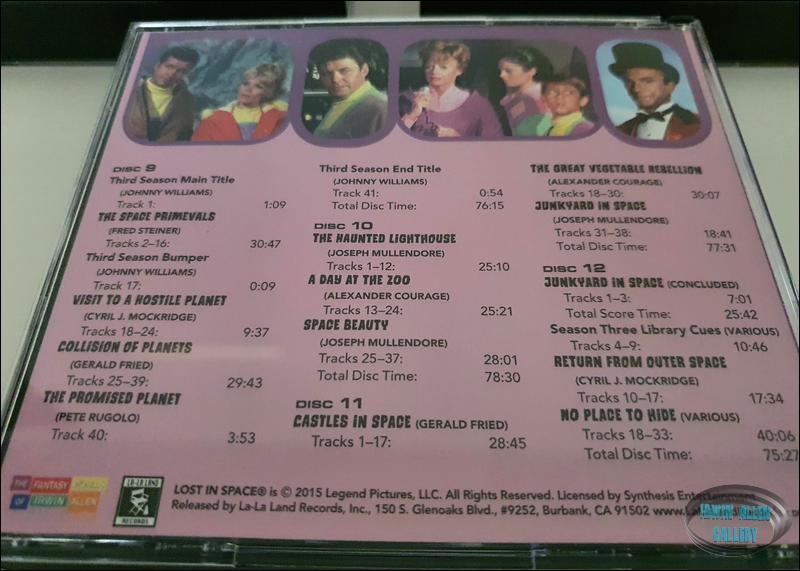 DISC 9
Third Season Main Title
(JOHNNY WILLIAMS)
Track 1: 1:09
THE SPACE PRIMEVALS
(FRED STEINER)
Tracks 2–16: 30:47
Third Season Bumper
(JOHNNY WILLIAMS)
Track 17: 0:09
VISIT TO A HOSTILE PLANET
(CYRIL J. MOCKRIDGE)
Tracks 18–24: 9:37
COLLISION OF PLANETS
(GERALD FRIED)
Tracks 25–39: 29:43
THE PROMISED PLANET
(PETE RUGOLO)
Track 40: 3:53
Third Season End Title
(JOHNNY WILLIAMS)
Track 41: 0:54
Total Disc Time: 76:15
DISC 10
THE HAUNTED LIGHTHOUSE
(JOSEPH MULLENDORE)
Tracks 1–12: 25:10
A DAY AT THE ZOO
(ALEXANDER COURAGE)
Tracks 13–24: 25:21
SPACE BEAUTY
(JOSEPH MULLENDORE)
Tracks 25–37: 28:01
Total Disc Time: 78:30
DISC 11
CASTLES IN SPACE (GERALD FRIED)
Tracks 1–17: 28:45
THE GREAT VEGETABLE REBELLION
(ALEXANDER COURAGE)
Tracks 18–30: 30:07
JUNKYARD IN SPACE
(JOSEPH MULLENDORE)
Tracks 31–38: 18:41
Total Disc Time: 77:31
DISC 12
JUNKYARD IN SPACE (CONCLUDED)
Tracks 1–3: 7:01
Total Score Time: 25:42
Season Three Library Cues (VARIOUS)
Tracks 4–9: 10:46
RETURN FROM OUTER SPACE
(CYRIL J. MOCKRIDGE)
Tracks 10–17: 17:34
NO PLACE TO HIDE (VARIOUS)
Tracks 18–33: 40:06
Total Disc Time: 75:27
THE FANTASY WORLDS
OF IRWIN ALLEN
LA-LA LAND
RECORDS
LOST IN SPACE® is © 2015 Legend Pictures, LLC. All Rights Reserved. Licensed by Synthesis Entertainment
Released by La-La Land Records, Inc., 150 S. Glenoaks Blvd., #9252, Burbank, CA 91502
GALLERY